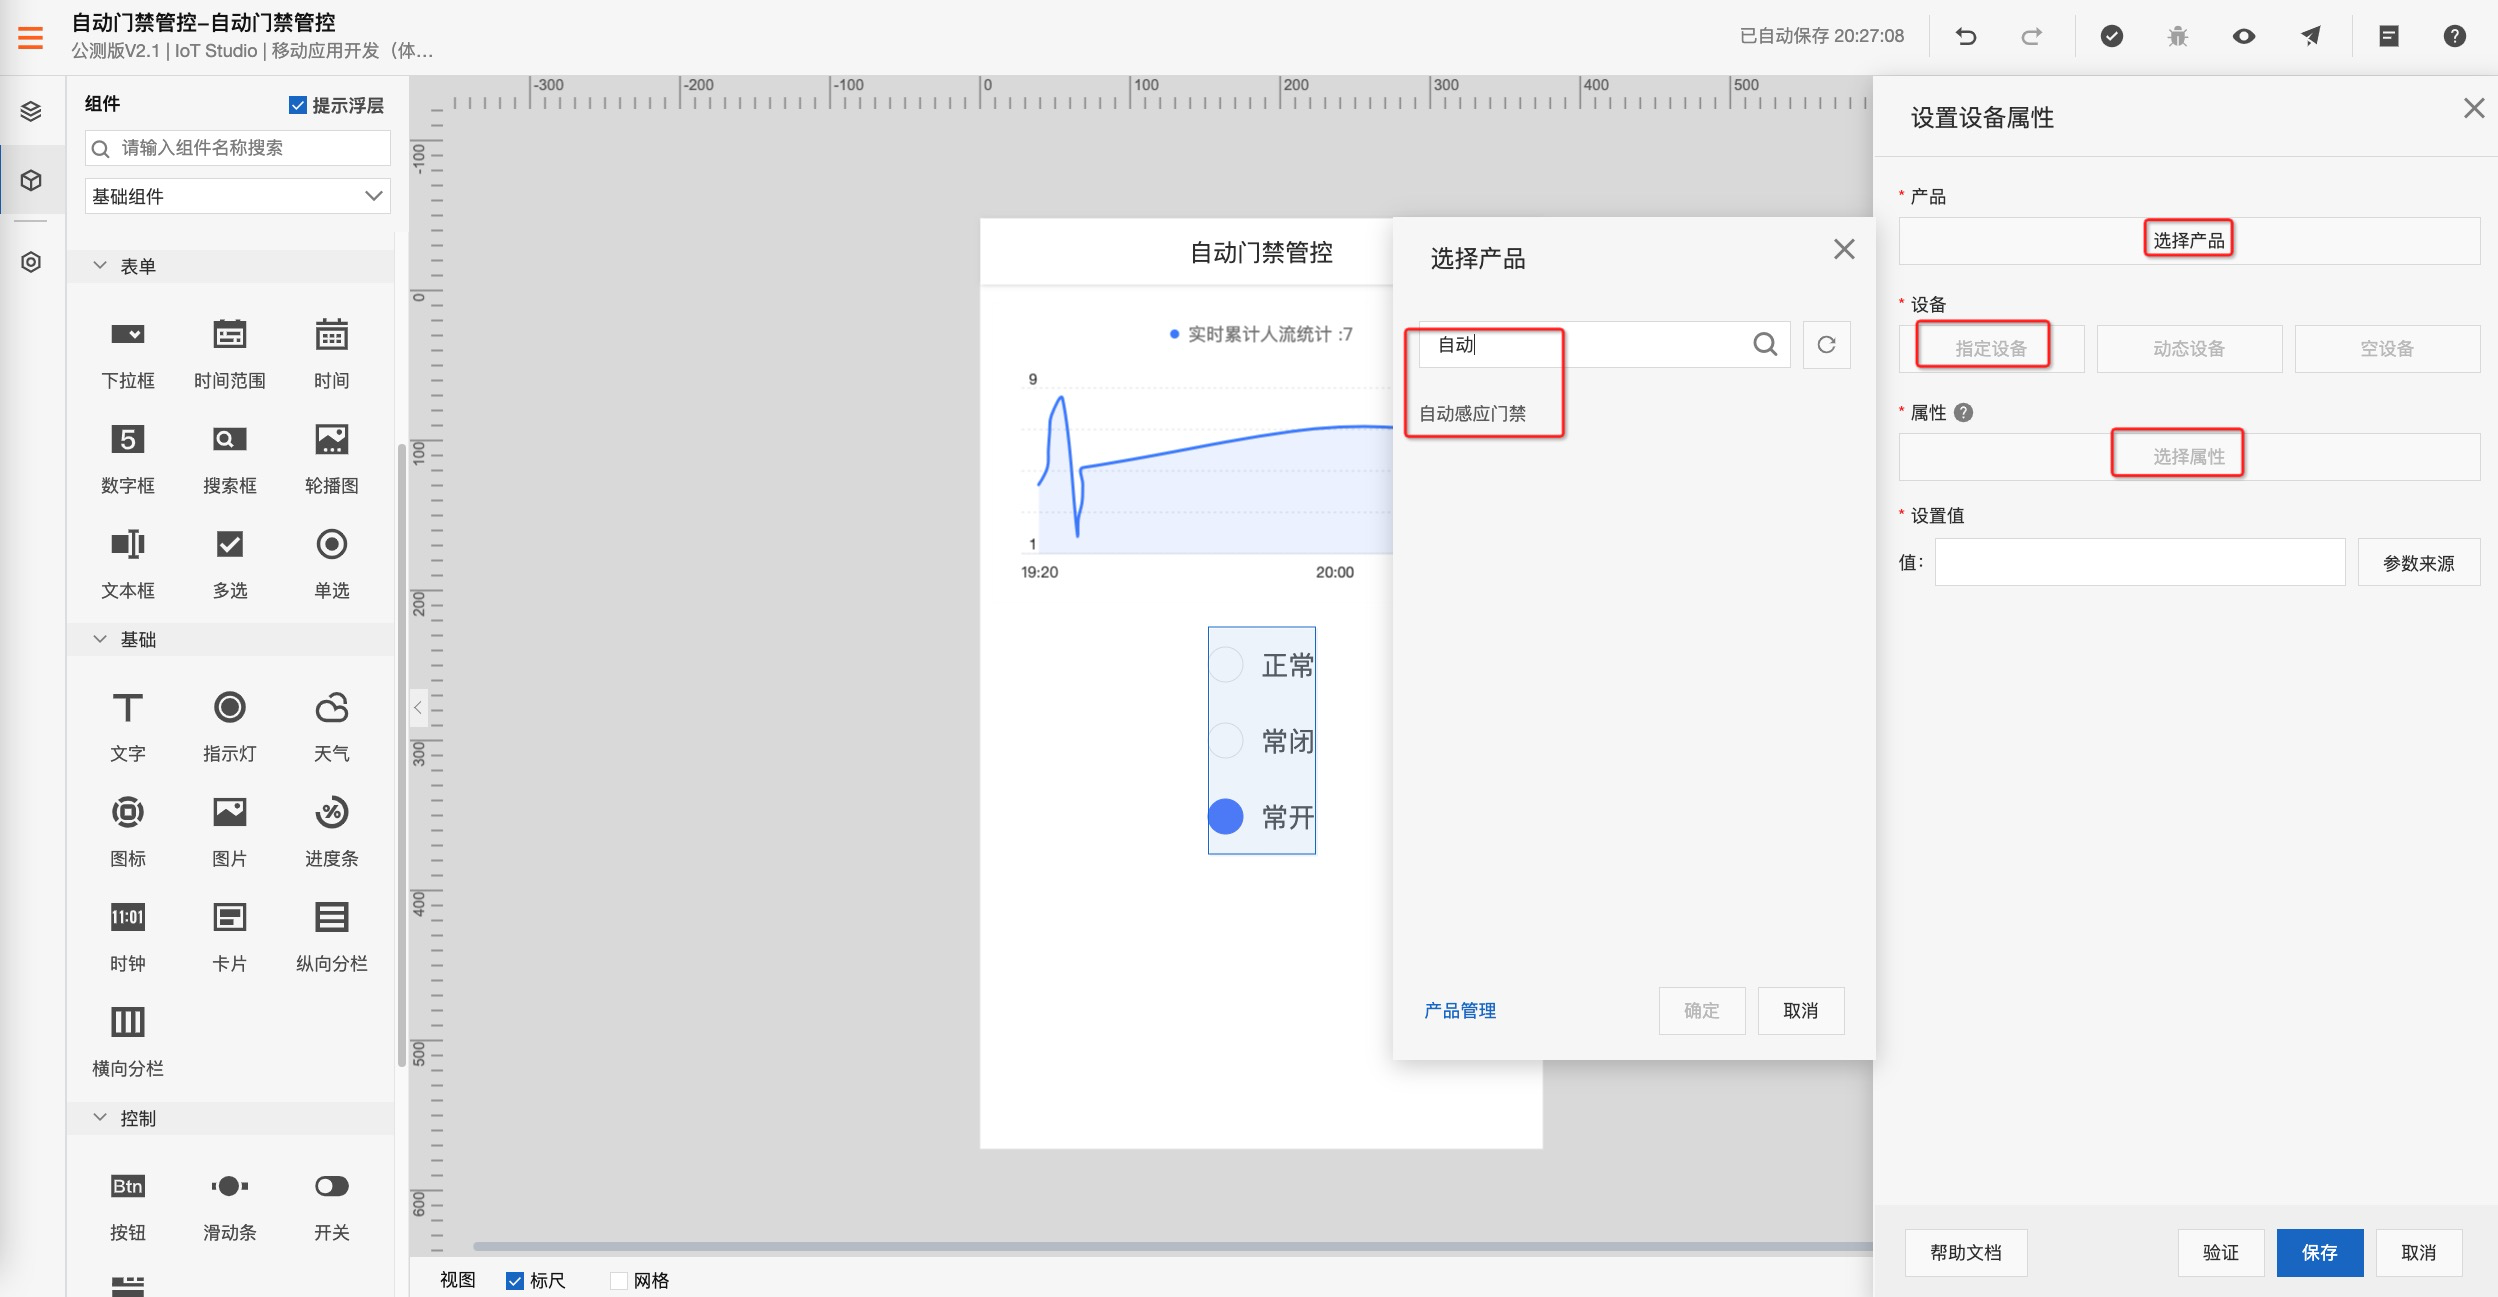 自动门禁管控–自动门禁管控
公测版V2.1 | IoT Studio | 移动应用开发（体...
已自动保存 20:27:08
组件
提示浮层
请输入组件名称搜索
基础组件
表单
下拉框 时间范围 时间
数字框 搜索框 轮播图
文本框 多选 单选
基础
文字 指示灯 天气
图标 图片 进度条
11:01
时钟 卡片 纵向分栏
横向分栏
控制
Btn
按钮 滑动条 开关
-300 -200 -100 0 100 200 300 400 500
-100
0
100
200
300
400
500
600
自动门禁管控
实时累计人流统计 :7
9
1
19:20 20:00
正常
常闭
常开
视图 标尺 网格
选择产品
自动
自动感应门禁
产品管理 确定 取消
设置设备属性
* 产品
选择产品
* 设备
指定设备 动态设备 空设备
* 属性 ?
选择属性
* 设置值
值: 参数来源
帮助文档 验证 保存 取消